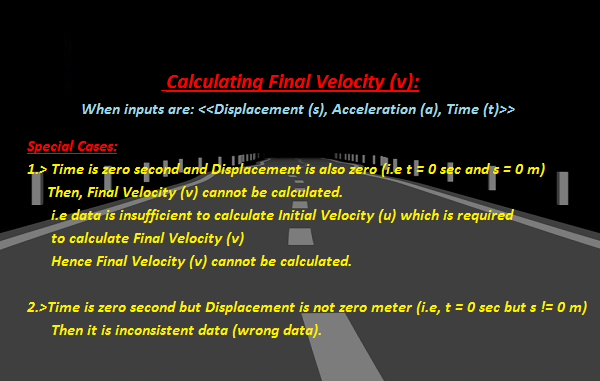 Calculating Final Velocity (v):
When inputs are: <<Displacement (s), Acceleration (a), Time (t)>>
Special Cases:
1.> Time is zero second and Displacement is also zero (i.e t = 0 sec and s = 0 m)
Then, Final Velocity (v) cannot be calculated.
i.e data is insufficient to calculate Initial Velocity (u) which is required
to calculate Final Velocity (v)
Hence Final Velocity (v) cannot be calculated.
2.>Time is zero second but Displacement is not zero meter (i.e, t = 0 sec but s != 0 m)
Then it is inconsistent data (wrong data).